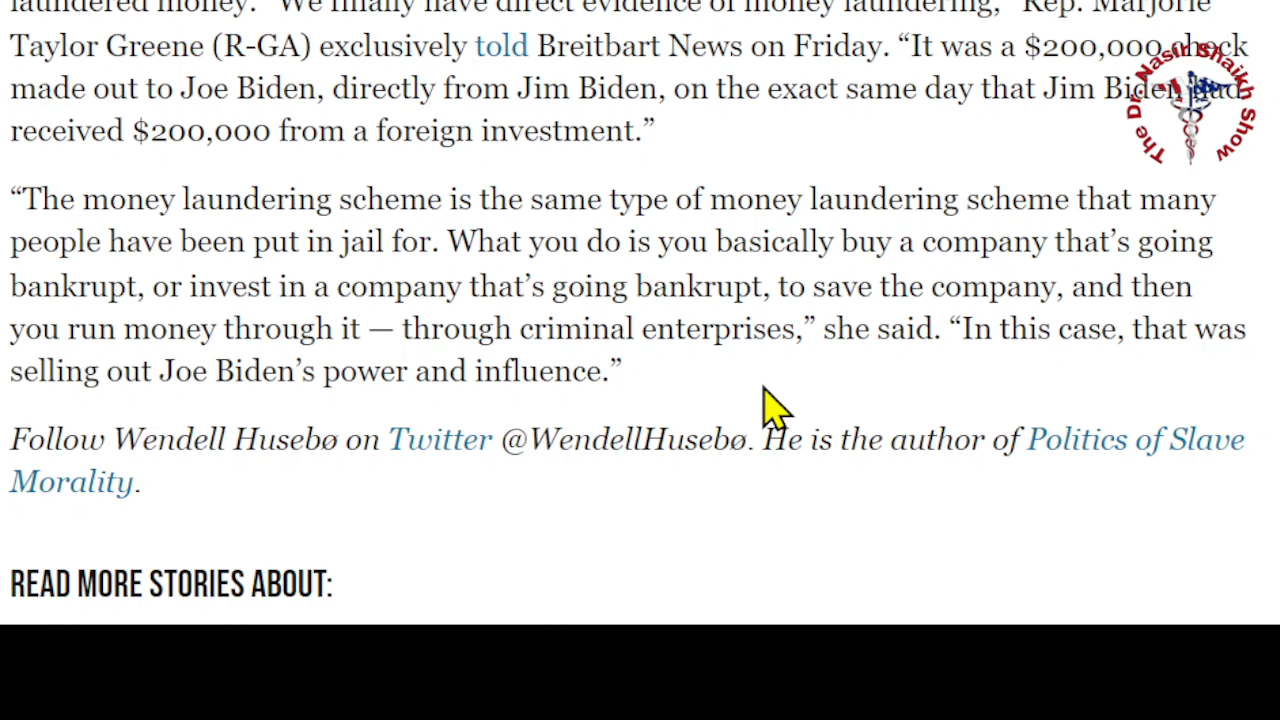 laundered money. “We finally have direct evidence of money laundering,” Rep. Marjorie
Taylor Greene (R-GA) exclusively told Breitbart News on Friday. “It was a $200,000 check
made out to Joe Biden, directly from Jim Biden, on the exact same day that Jim Biden had
received $200,000 from a foreign investment.”
“The money laundering scheme is the same type of money laundering scheme that many
people have been put in jail for. What you do is you basically buy a company that’s going
bankrupt, or invest in a company that’s going bankrupt, to save the company, and then
you run money through it — through criminal enterprises,” she said. “In this case, that was
selling out Joe Biden’s power and influence.”
Follow Wendell Husebø on Twitter @WendellHusebø. He is the author of Politics of Slave
Morality.
READ MORE STORIES ABOUT:
The Dr. Nasir Shaikh Show